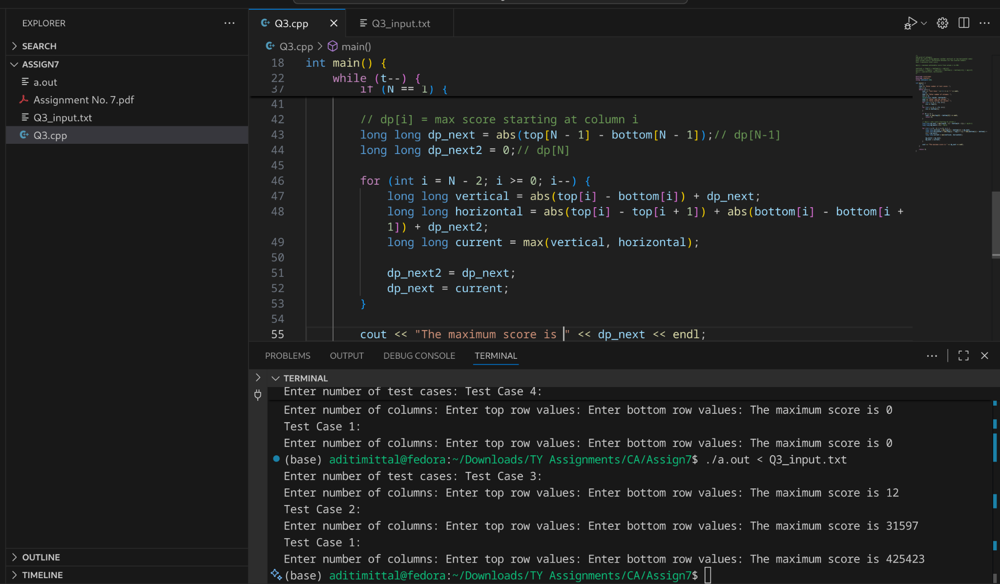 EXPLORER
SEARCH
ASSIGN7
a.out
Assignment No. 7.pdf
Q3_input.txt
Q3.cpp
OUTLINE
TIMELINE
Q3.cpp
Q3_input.txt
Q3.cpp > main()
18 int main() {
22 while (t--) {
37 if (N == 1) {
41
42 // dp[i] = max score starting at column i
43 long long dp_next = abs(top[N - 1] - bottom[N - 1]);// dp[N-1]
44 long long dp_next2 = 0;// dp[N]
45
46 for (int i = N - 2; i >= 0; i--) {
47 long long vertical = abs(top[i] - bottom[i]) + dp_next;
48 long long horizontal = abs(top[i] - top[i + 1]) + abs(bottom[i] - bottom[i +
1]) + dp_next2;
49 long long current = max(vertical, horizontal);
50
51 dp_next2 = dp_next;
52 dp_next = current;
53 }
54
55 cout << "The maximum score is " << dp_next << endl;
PROBLEMS OUTPUT DEBUG CONSOLE TERMINAL
TERMINAL
Enter number of test cases: Test Case 4:
Enter number of columns: Enter top row values: Enter bottom row values: The maximum score is 0
Test Case 1:
Enter number of columns: Enter top row values: Enter bottom row values: The maximum score is 0
(base) aditimittal@fedora:~/Downloads/TY Assignments/CA/Assign7$ ./a.out < Q3_input.txt
Enter number of test cases: Test Case 3:
Enter number of columns: Enter top row values: Enter bottom row values: The maximum score is 12
Test Case 2:
Enter number of columns: Enter top row values: Enter bottom row values: The maximum score is 31597
Test Case 1:
Enter number of columns: Enter top row values: Enter bottom row values: The maximum score is 425423
(base) aditimittal@fedora:~/Downloads/TY Assignments/CA/Assign7$